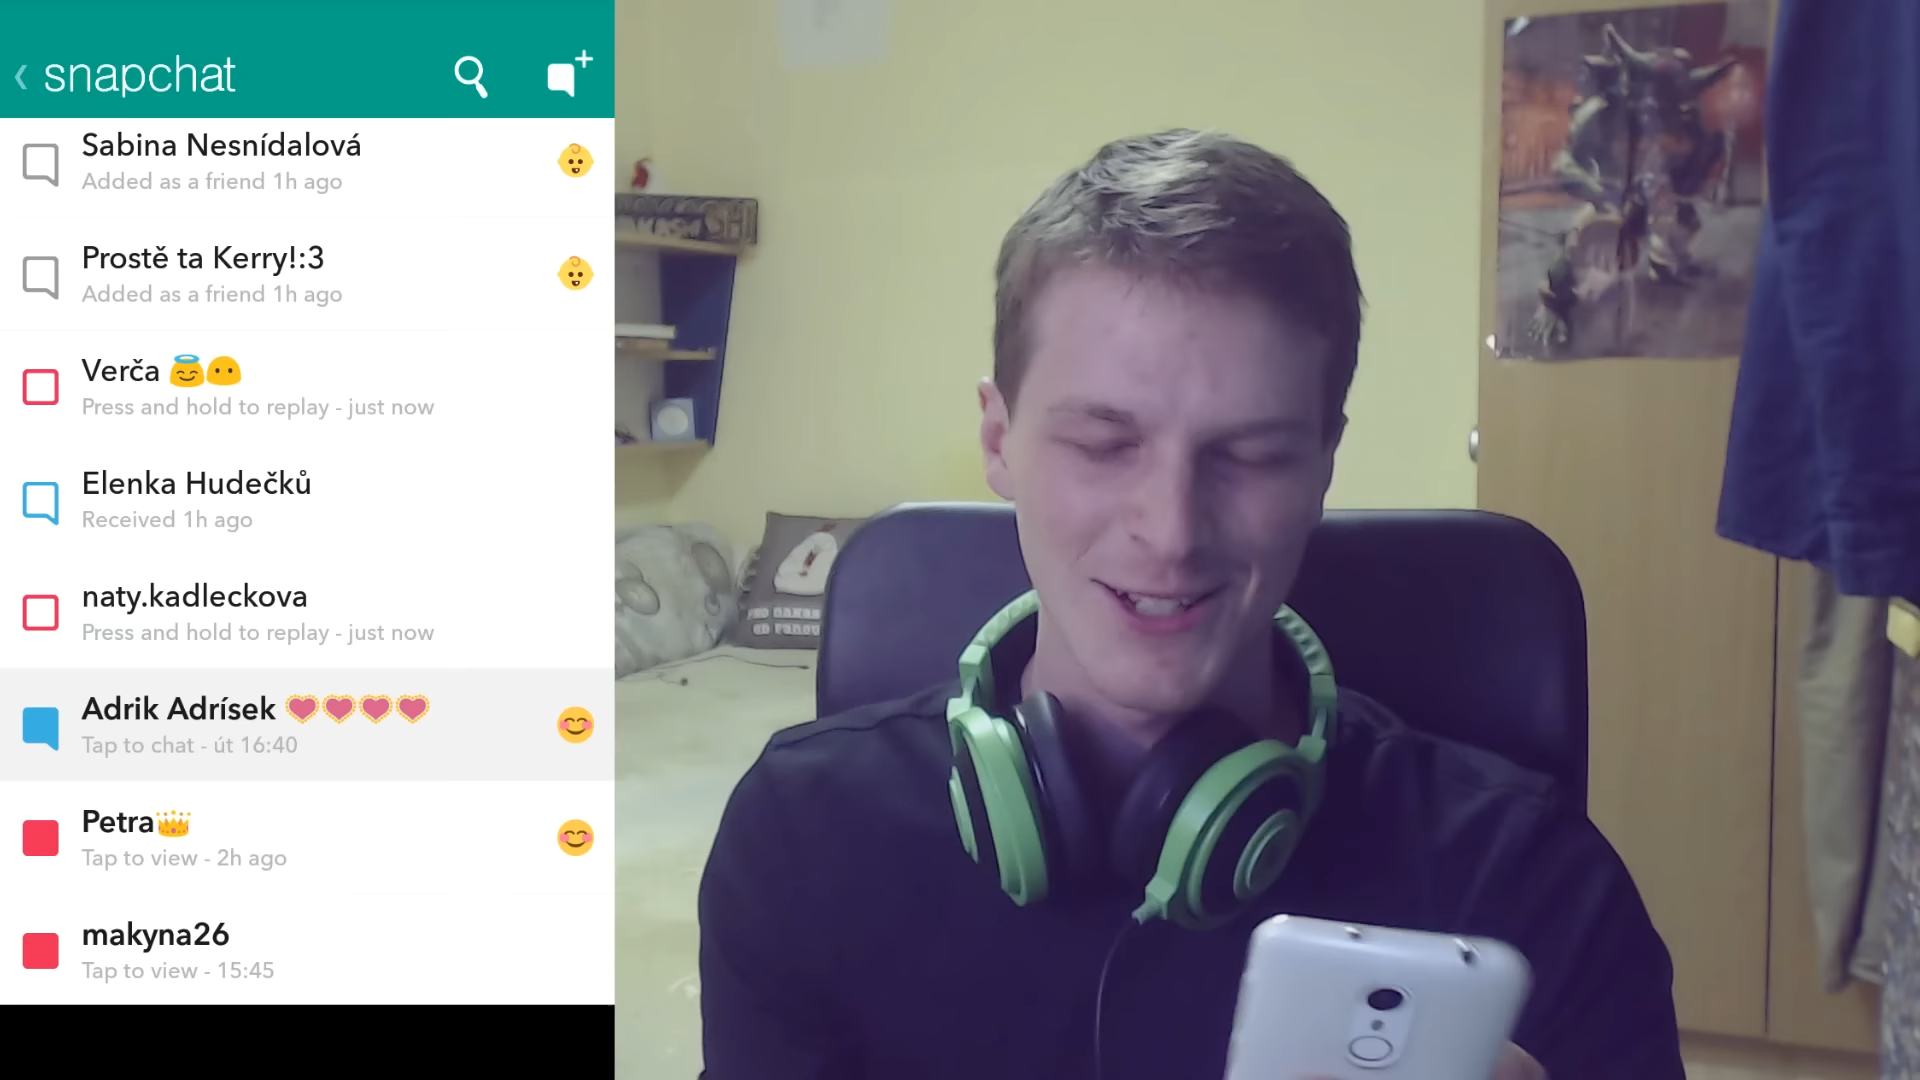 snapchat
Sabina Nesnídalová
Added as a friend 1h ago
Prostě ta Kerry!:3
Added as a friend 1h ago
Verča 😇😶
Press and hold to replay - just now
Elenka Hudečků
Received 1h ago
naty.kadleckova
Press and hold to replay - just now
Adrik Adrísek 💟💟💟💟
Tap to chat - út 16:40
Petra👑
Tap to view - 2h ago
makyna26
Tap to view - 15:45